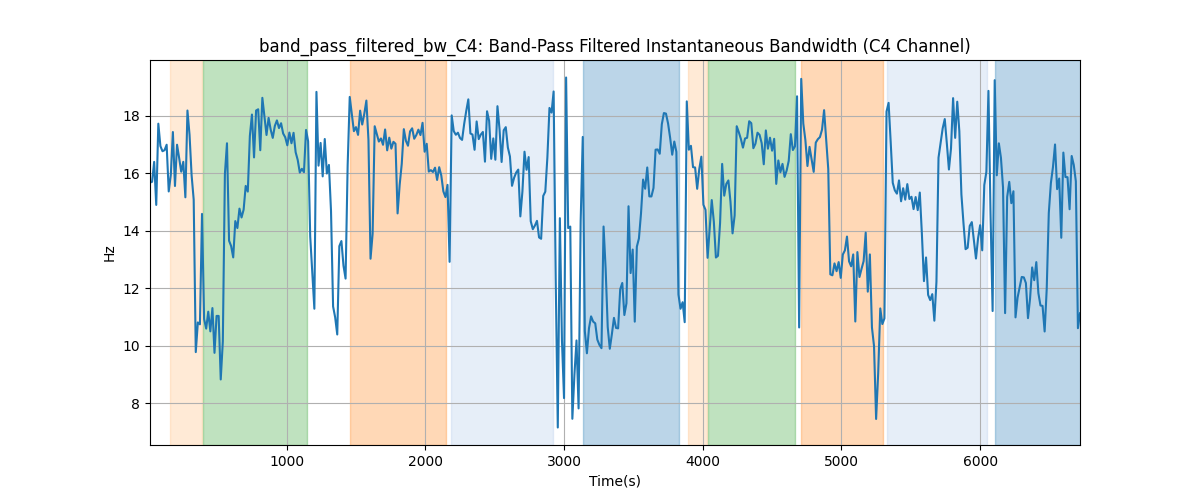 band_pass_filtered_bw_C4: Band-Pass Filtered Instantaneous Bandwidth (C4 Channel)
Hz
18
16
14
12
10
8
1000 2000 3000 4000 5000 6000
Time(s)